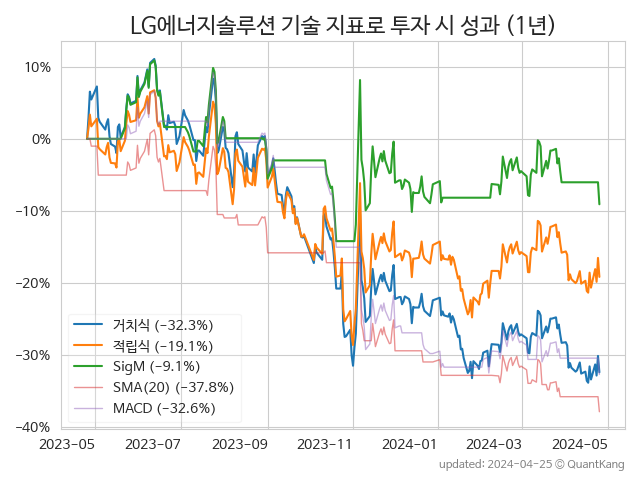 LG에너지솔루션 기술 지표로 투자 시 성과 (1년)
10%
0%
−10%
−20%
−30%
−40%
거치식 (−32.3%)
적립식 (−19.1%)
SigM (−9.1%)
SMA(20) (−37.8%)
MACD (−32.6%)
2023−05 2023−07 2023−09 2023−11 2024−01 2024−03 2024−05
updated: 2024−04−25 ⓒ QuantKang